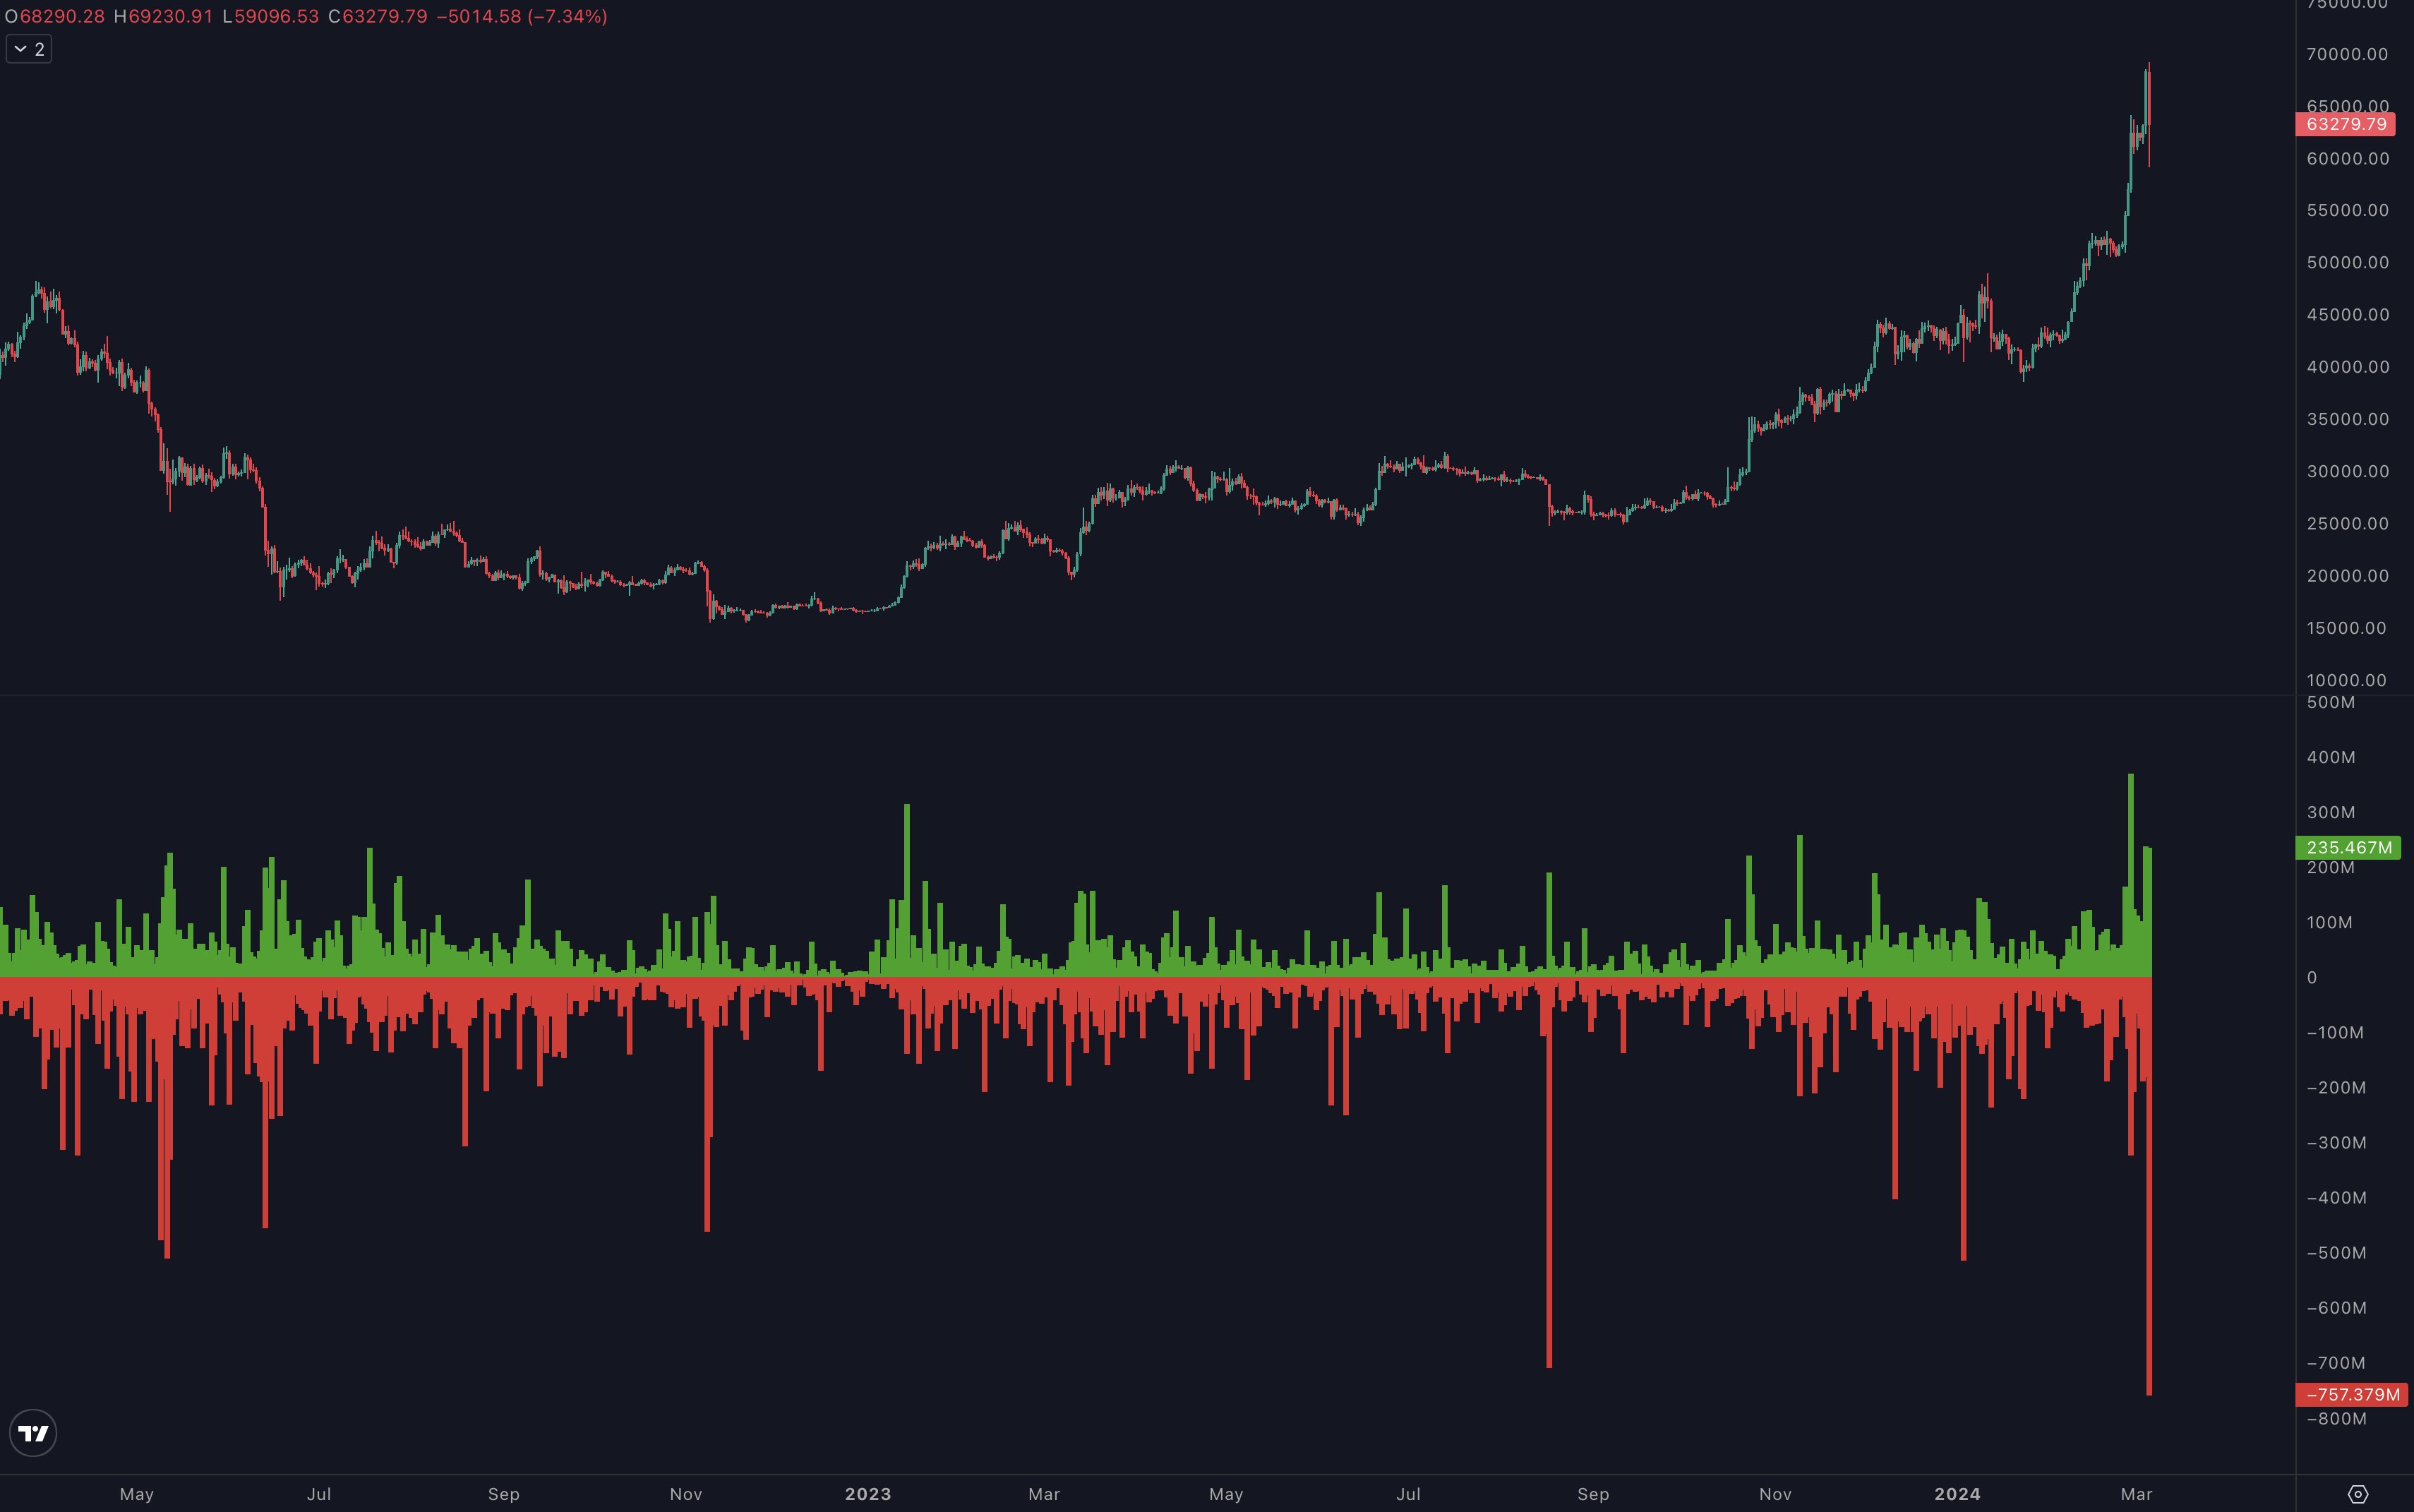 O68290.28 H69230.91 L59096.53 C63279.79 −5014.58 (−7.34%)
2
75000.00
70000.00
65000.00
63279.79
60000.00
55000.00
50000.00
45000.00
40000.00
35000.00
30000.00
25000.00
20000.00
15000.00
10000.00
500M
400M
300M
235.467M
200M
100M
0
−100M
−200M
−300M
−400M
−500M
−600M
−700M
−757.379M
−800M
May Jul Sep Nov 2023 Mar May Jul Sep Nov 2024 Mar